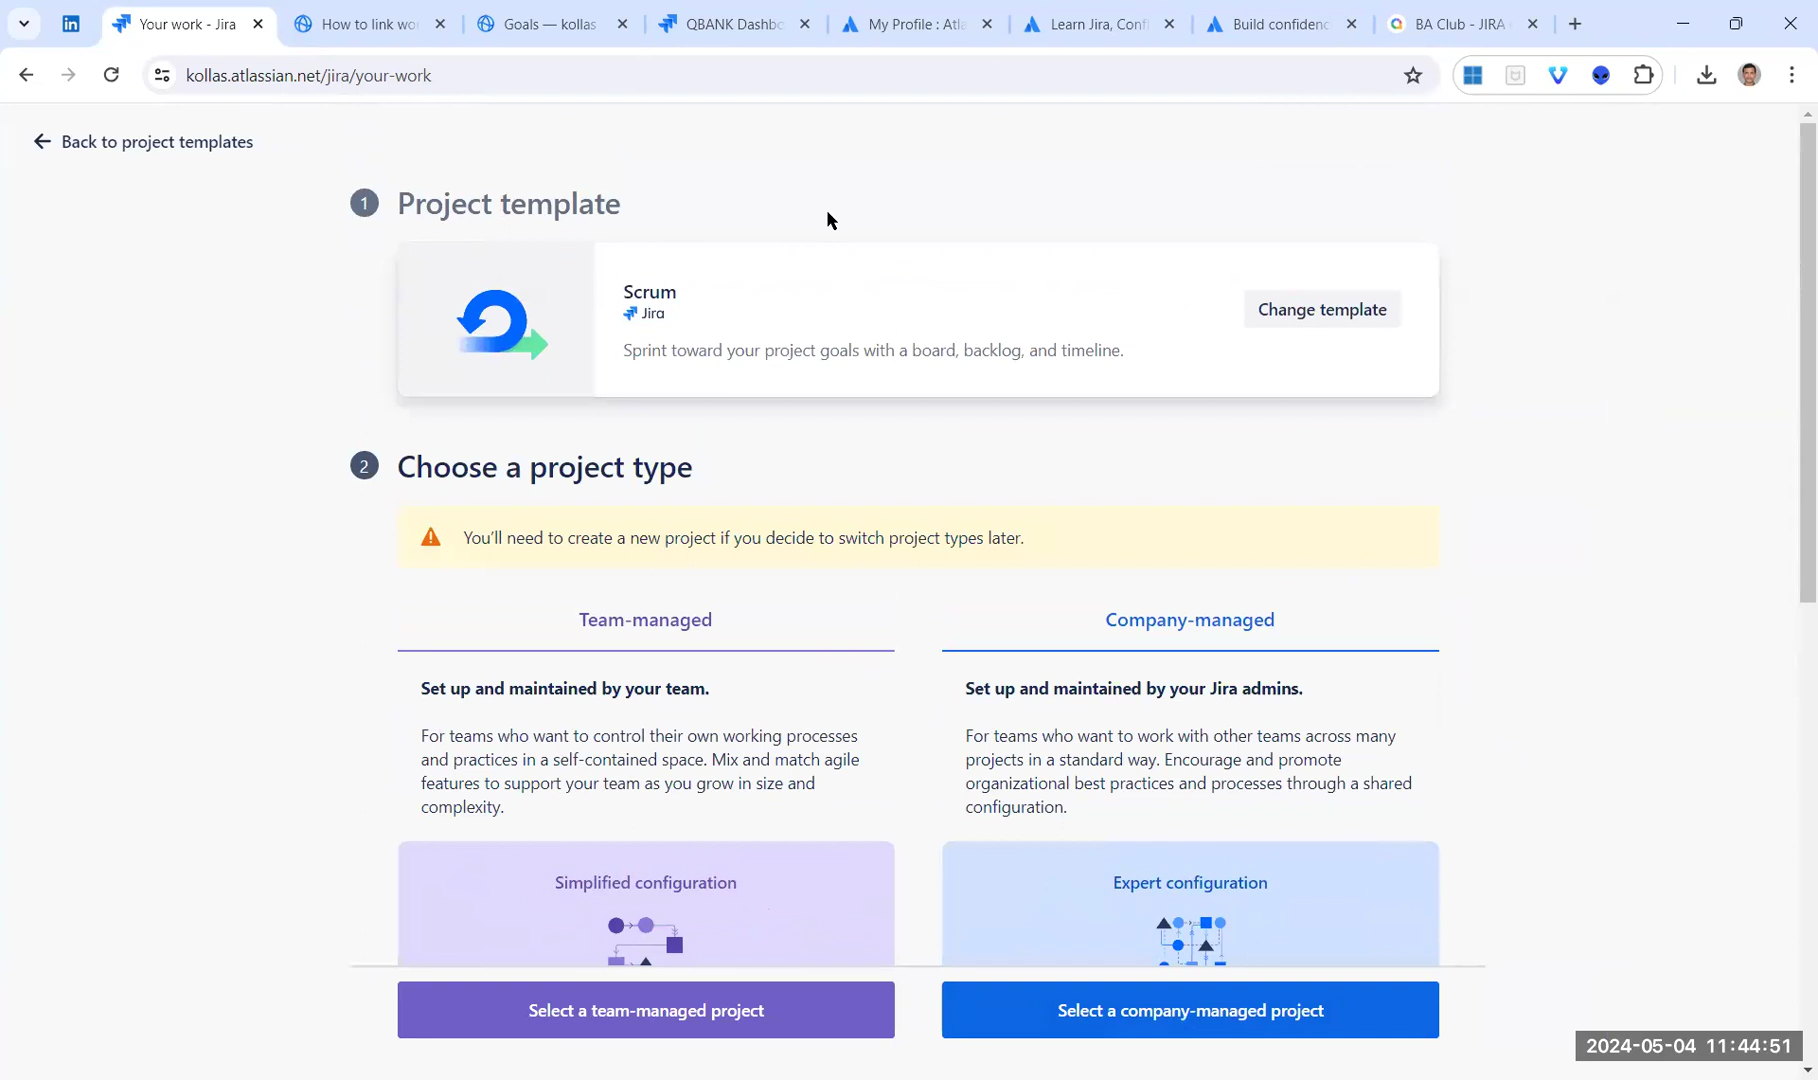 Your work - Jira
How to link wo
Goals — kollas
QBANK Dashbo
My Profile : Atla
Learn Jira, Conf
Build confidenc
BA Club - JIRA
kollas.atlassian.net/jira/your-work
Back to project templates
1 Project template
Scrum
Jira
Change template
Sprint toward your project goals with a board, backlog, and timeline.
2 Choose a project type
You'll need to create a new project if you decide to switch project types later.
Team-managed
Set up and maintained by your team.
For teams who want to control their own working processes
and practices in a self-contained space. Mix and match agile
features to support your team as you grow in size and
complexity.
Simplified configuration
Select a team-managed project
Company-managed
Set up and maintained by your Jira admins.
For teams who want to work with other teams across many
projects in a standard way. Encourage and promote
organizational best practices and processes through a shared
configuration.
Expert configuration
Select a company-managed project
2024-05-04 11:44:51